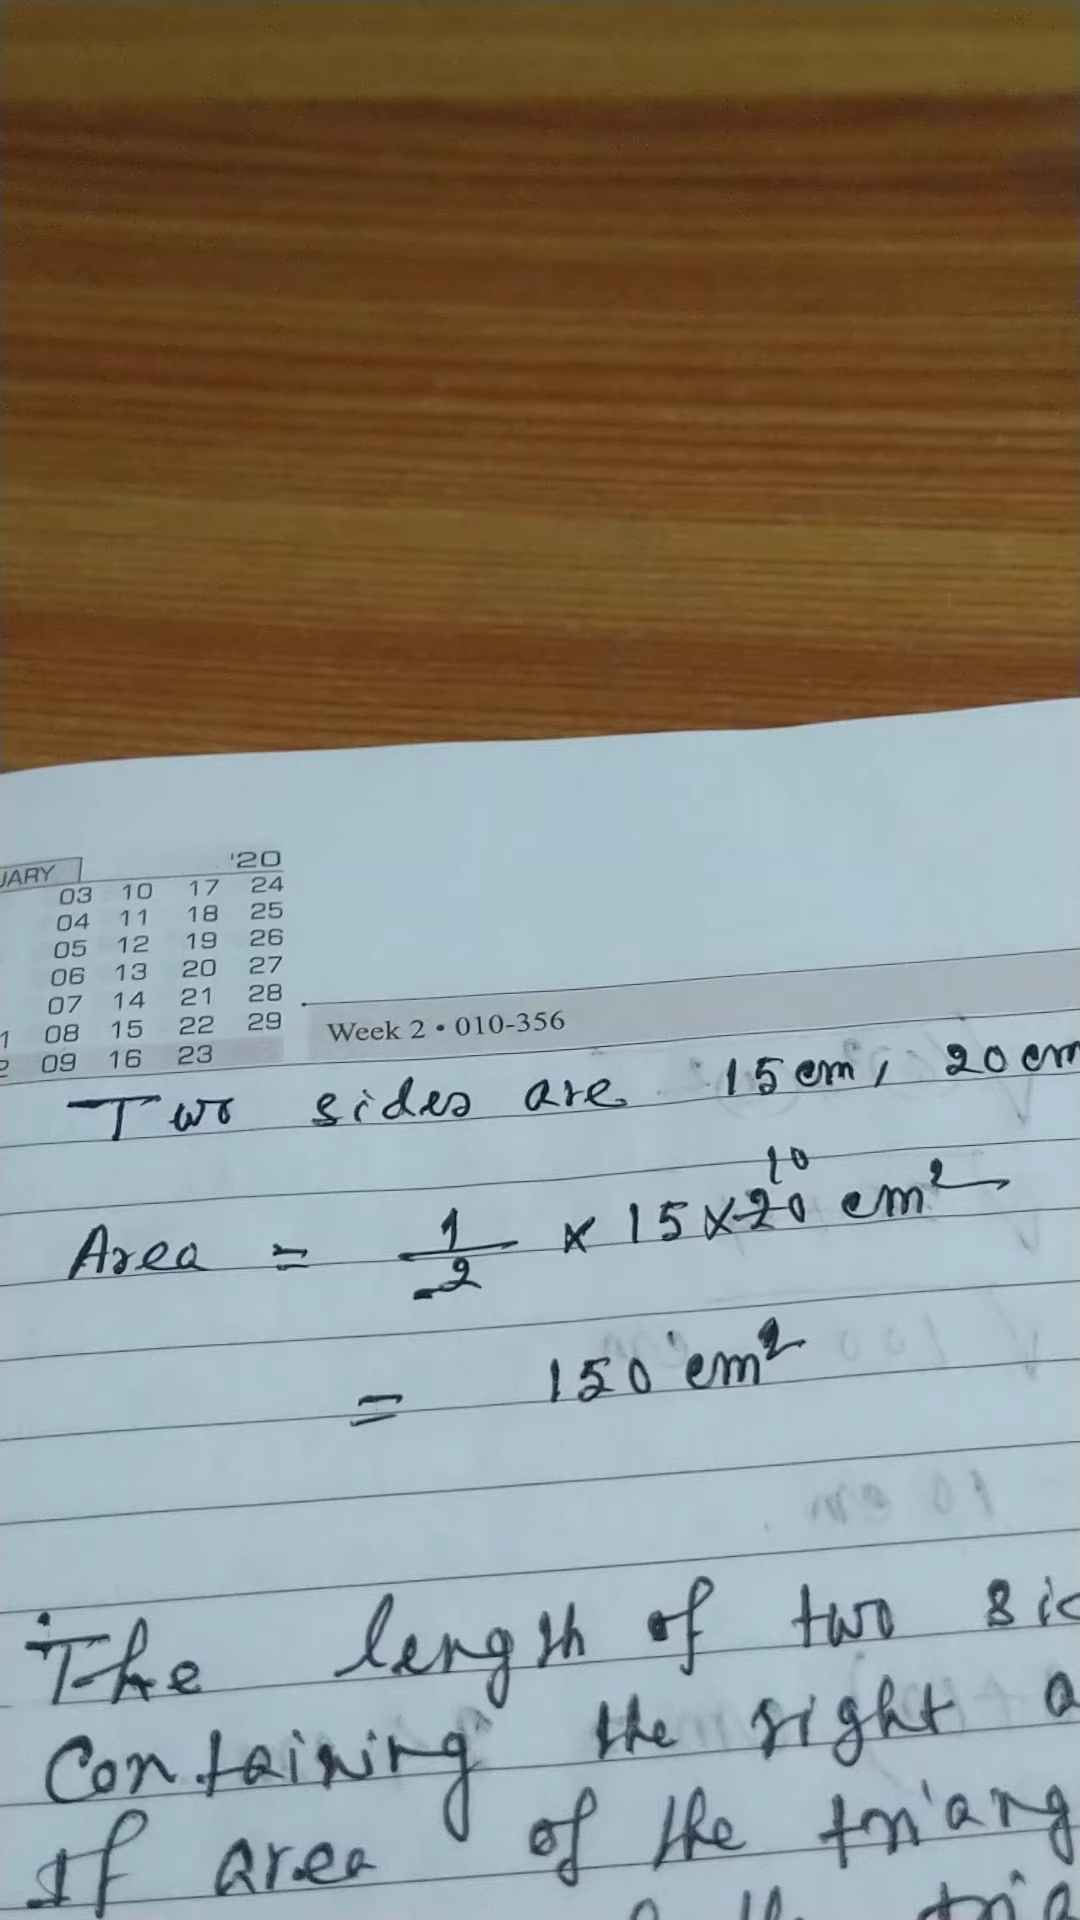 UARY '20
03 10 17 24
04 11 18 25
05 12 19 26
06 13 20 27
07 14 21 28
1 08 15 22 29
2 09 16 23
Week 2 • 010-356
Two sides are 15 cm, 20 cm
Area = 1/2 × 15 × 20 cm² 10
= 150 cm²
The length of two
containing the right
If area of the triang